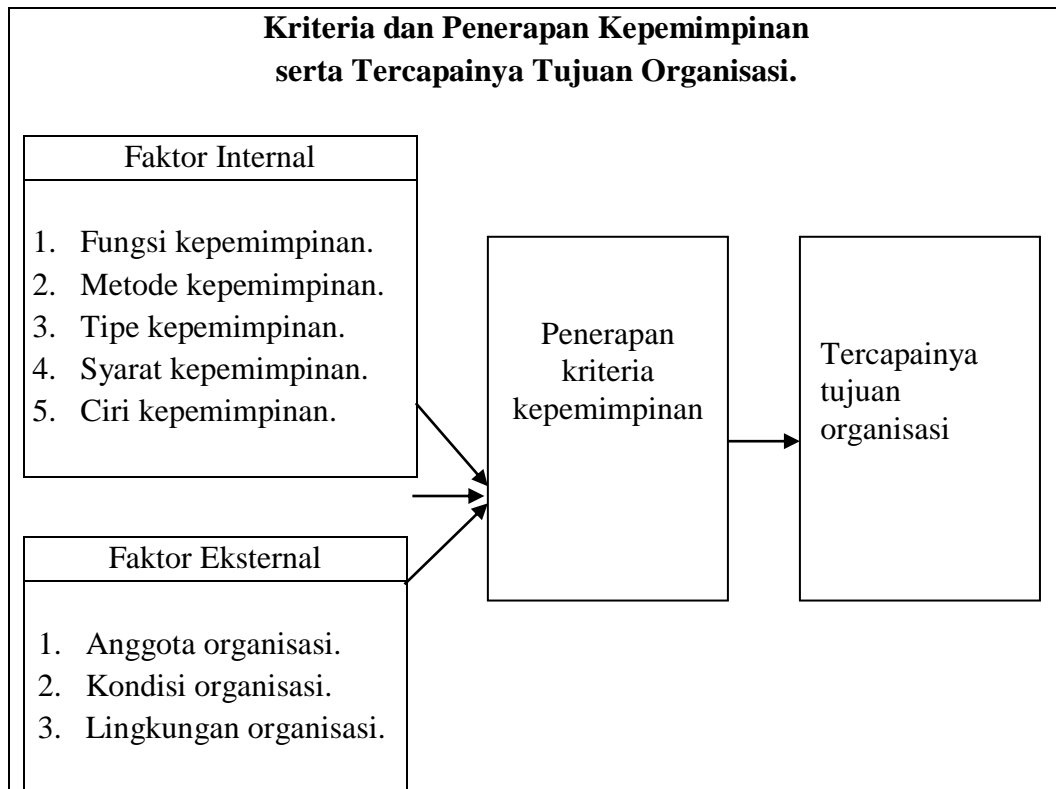 Kriteria dan Penerapan Kepemimpinan
serta Tercapainya Tujuan Organisasi.
Faktor Internal
1. Fungsi kepemimpinan.
2. Metode kepemimpinan.
3. Tipe kepemimpinan.
4. Syarat kepemimpinan.
5. Ciri kepemimpinan.
Faktor Eksternal
1. Anggota organisasi.
2. Kondisi organisasi.
3. Lingkungan organisasi.
Penerapan
kriteria
kepemimpinan
Tercapainya
tujuan
organisasi